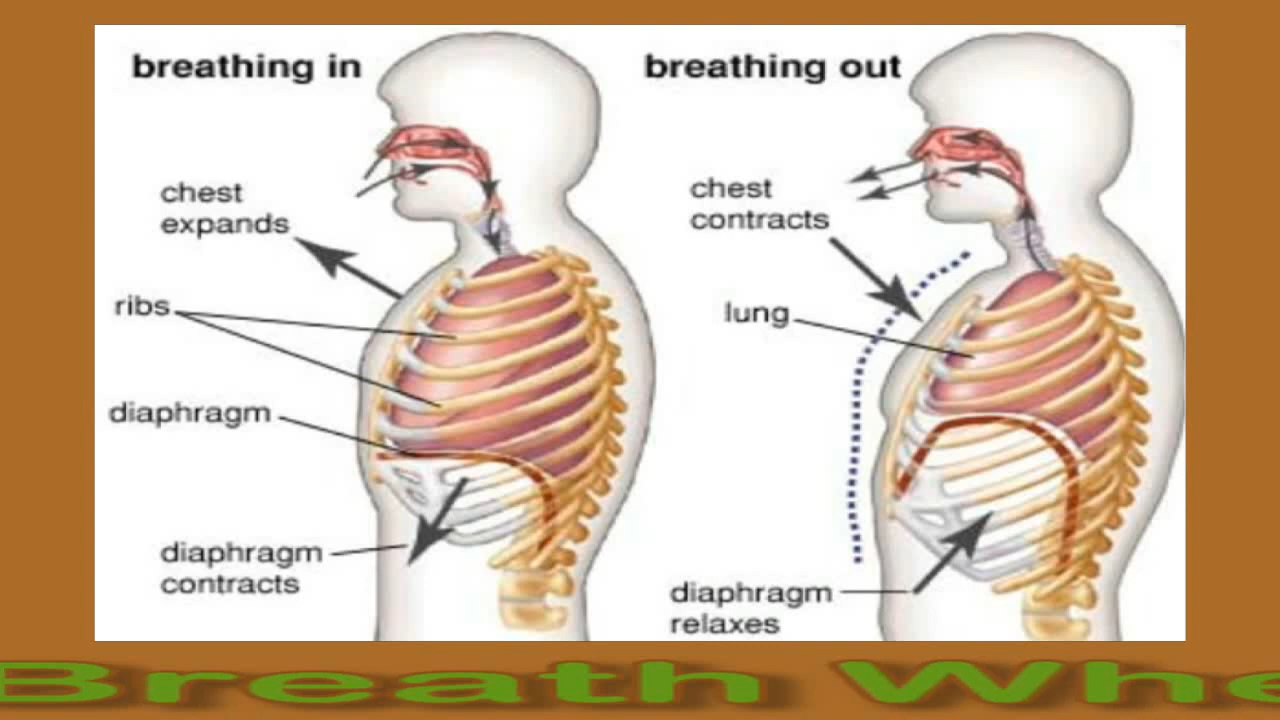 breathing in
chest
expands
ribs
diaphragm
diaphragm
contracts
breathing out
chest
contracts
lung
diaphragm
relaxes
Breath Whe